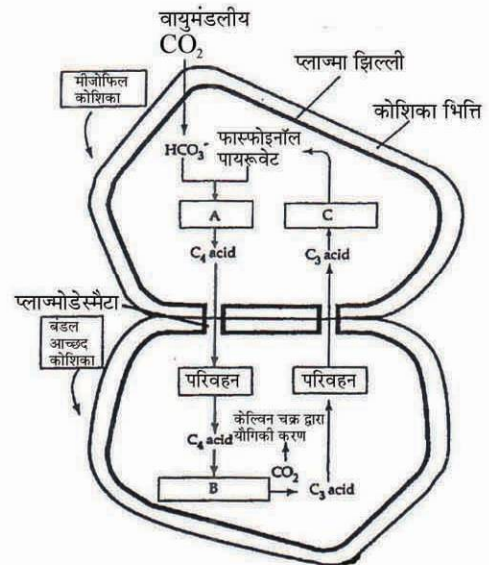 वायुमंडलीय
CO2
प्लाज्मा झिल्ली
मीजोफिल
कोशिका
कोशिका भित्ति
HCO3-
फास्फोइनॉल
पायरूवेट
A
C
C4 acid
C3 acid
प्लाज्मोडेस्मैटा
बंडल
आच्छद
कोशिका
परिवहन
परिवहन
केल्विन चक्र द्वारा
यौगिकी करण
C4 acid
CO2
B
C3 acid